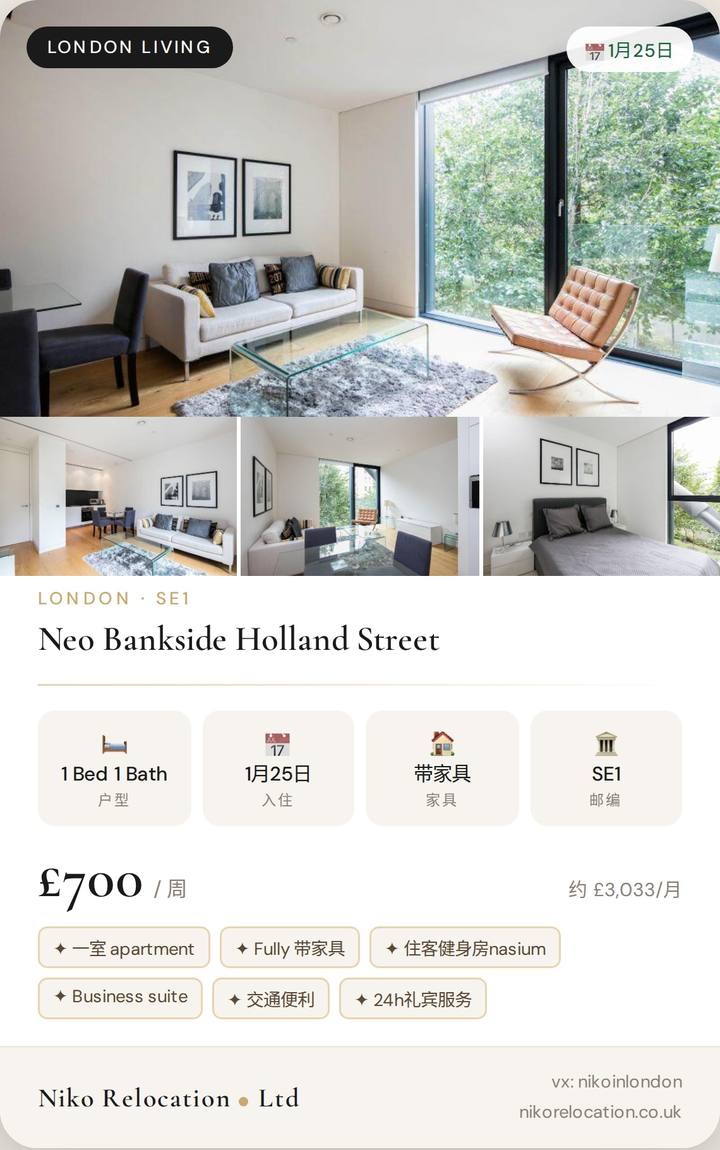 LONDON LIVING
1月25日
LONDON · SE1
Neo Bankside Holland Street
1 Bed 1 Bath
户型
1月25日
入住
带家具
家具
SE1
邮编
£700 / 周
约 £3,033/月
✦ 一室 apartment
✦ Fully 带家具
✦ 住客健身房nasium
✦ Business suite
✦ 交通便利
✦ 24h礼宾服务
Niko Relocation • Ltd
vx: nikoinlondon
nikorelocation.co.uk